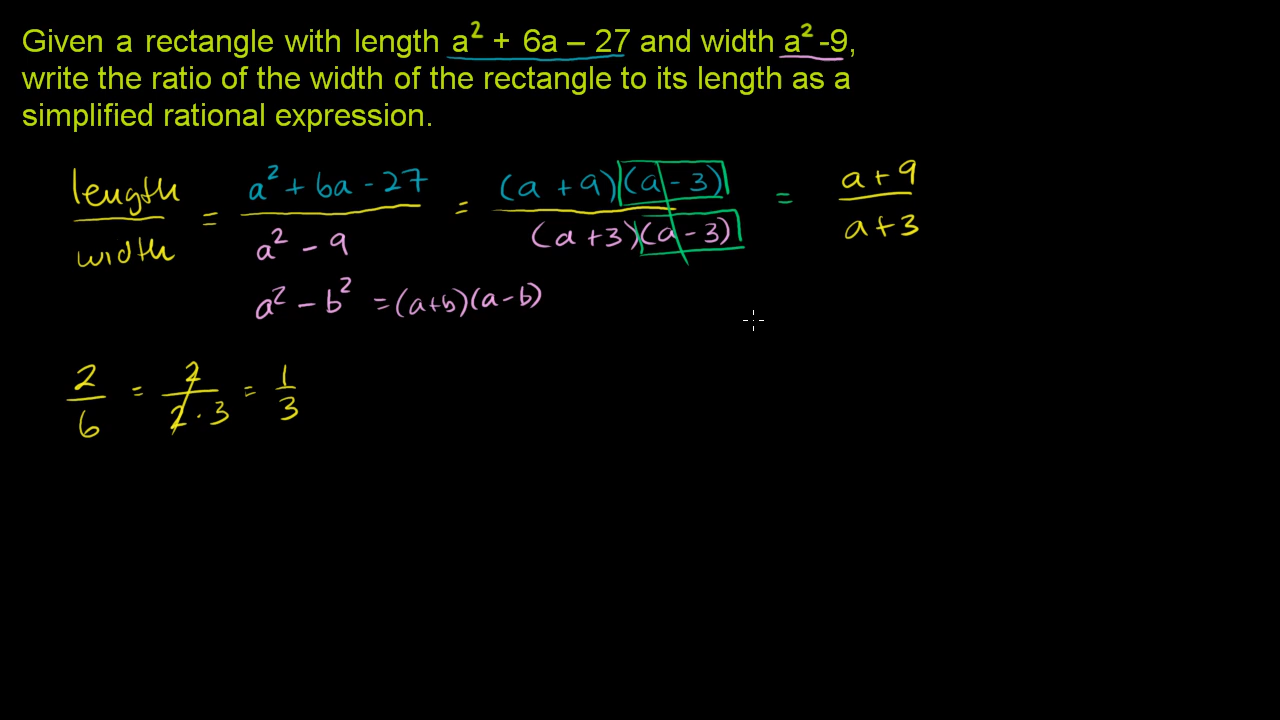 Given a rectangle with length a² + 6a – 27 and width a² -9,
write the ratio of the width of the rectangle to its length as a
simplified rational expression.
length/width = (a² + 6a - 27)/(a² - 9) = (a + 9)(a - 3)/(a + 3)(a - 3) = (a + 9)/(a + 3)
a² - b² = (a+b)(a-b)
2/6 = 2/(2·3) = 1/3